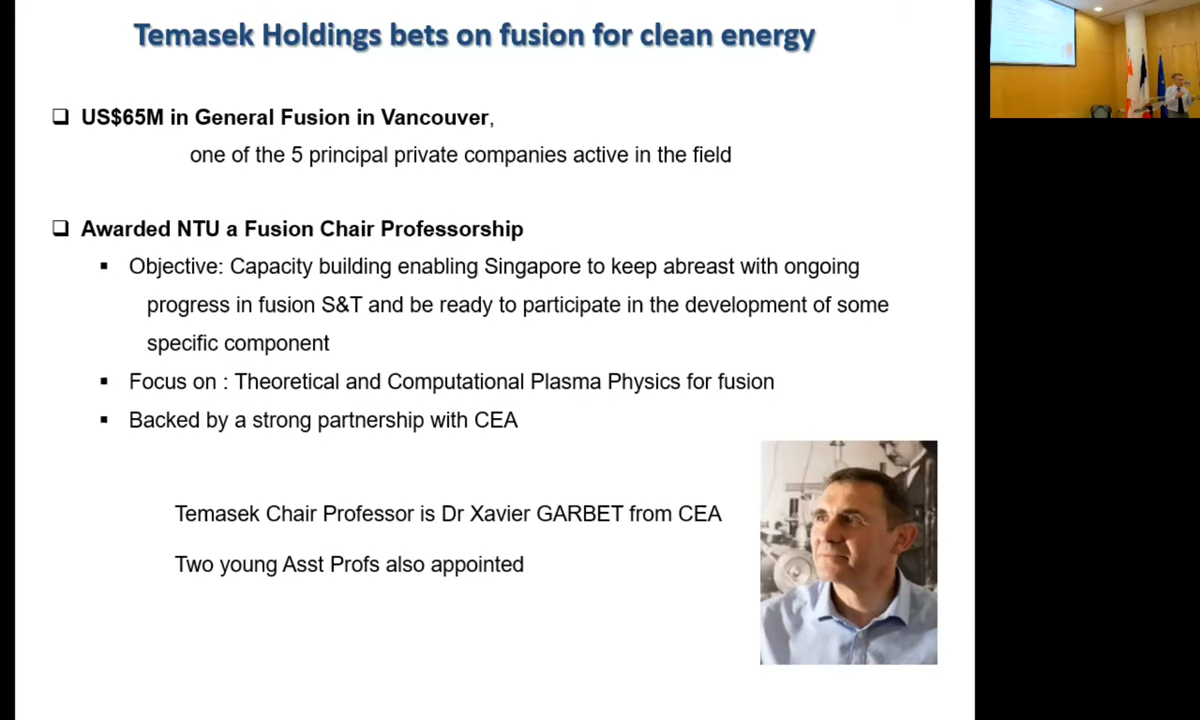 Temasek Holdings bets on fusion for clean energy
US$65M in General Fusion in Vancouver,
one of the 5 principal private companies active in the field
Awarded NTU a Fusion Chair Professorship
Objective: Capacity building enabling Singapore to keep abreast with ongoing
progress in fusion S&T and be ready to participate in the development of some
specific component
Focus on : Theoretical and Computational Plasma Physics for fusion
Backed by a strong partnership with CEA
Temasek Chair Professor is Dr Xavier GARBET from CEA
Two young Asst Profs also appointed